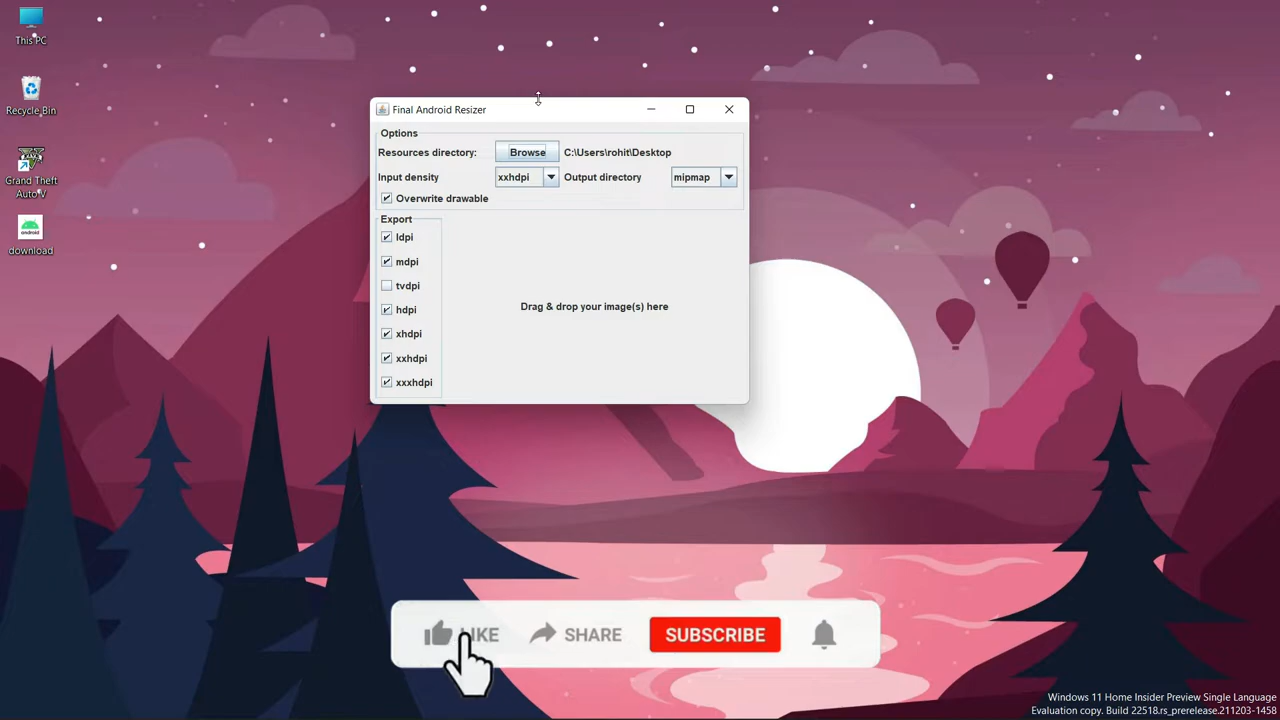 This PC
Recycle Bin
Grand Theft
Auto V
android
download
Final Android Resizer
Options
Resources directory: Browse C:\Users\rohit\Desktop
Input density xxhdpi Output directory mipmap
Overwrite drawable
Export
ldpi
mdpi
tvdpi
hdpi
xhdpi
xxhdpi
xxxhdpi
Drag & drop your image(s) here
LIKE SHARE SUBSCRIBE
Windows 11 Home Insider Preview Single Language
Evaluation copy. Build 22518.rs_prerelease.211203-1458